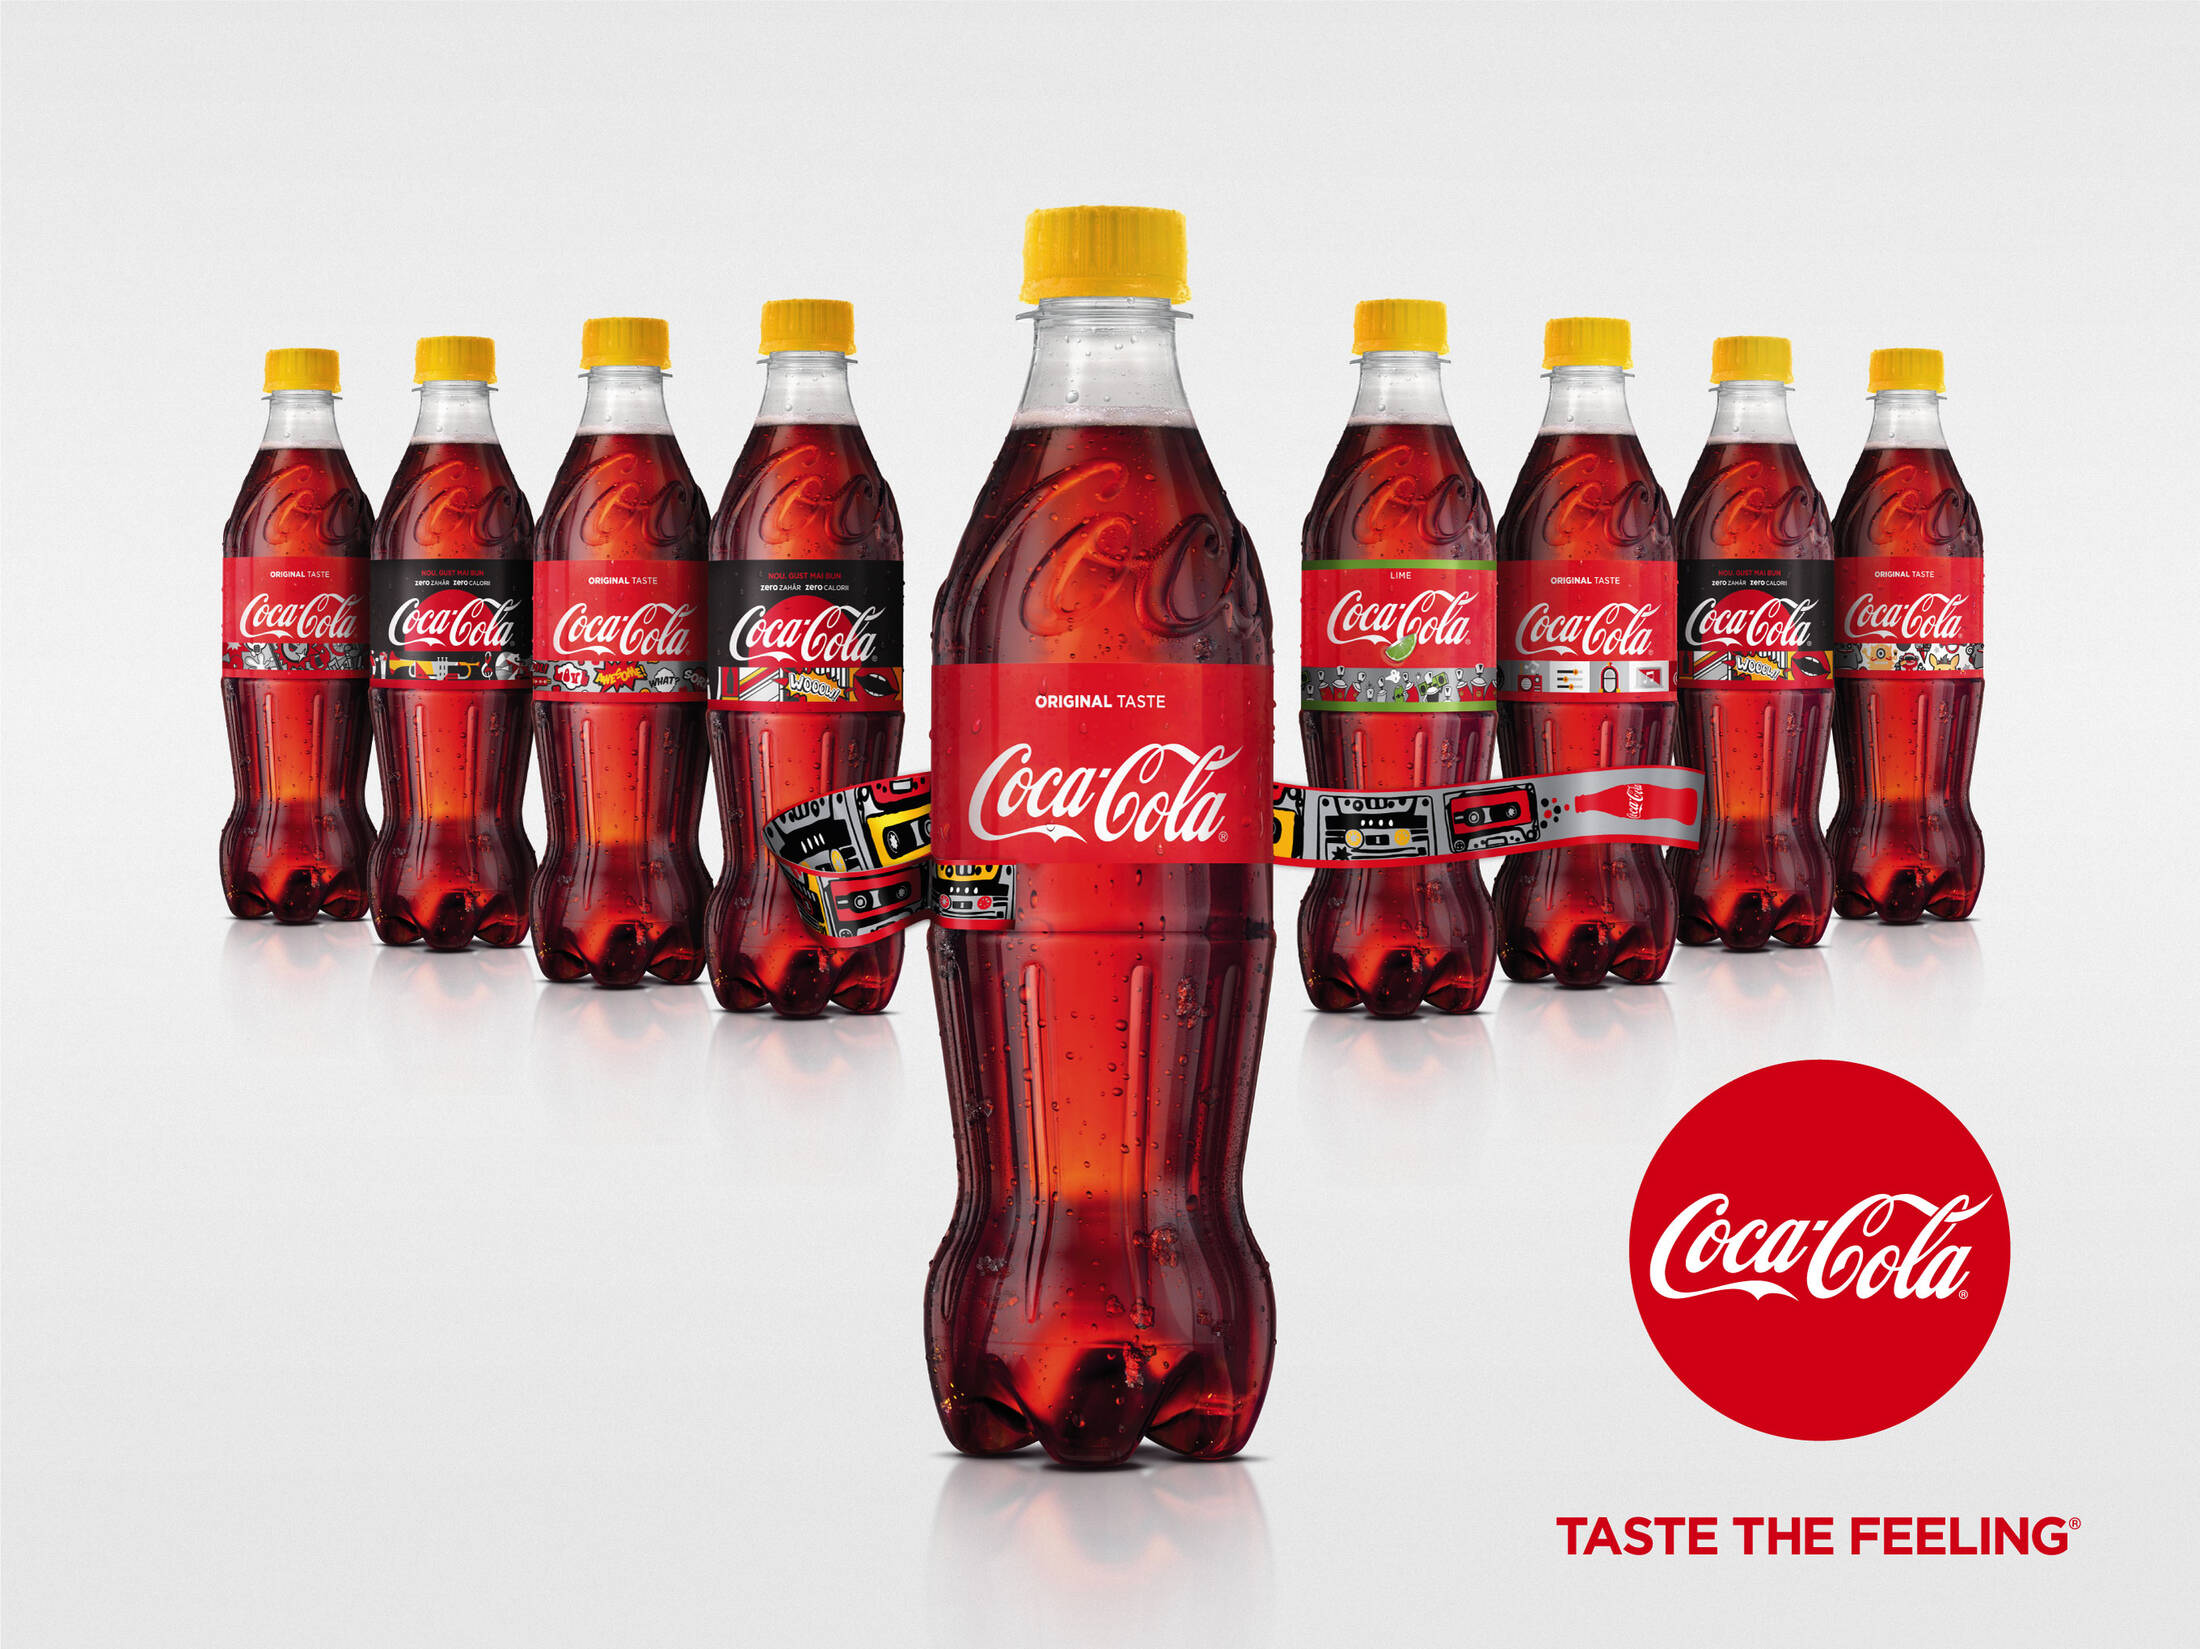 ORIGINAL TASTE
Coca-Cola
NOU. GUST MAI BUN
zero ZAHĂR zero CALORII
Coca-Cola
ORIGINAL TASTE
Coca-Cola
AWESOME!
WHAT?
NOU. GUST MAI BUN
zero ZAHĂR zero CALORII
Coca-Cola
WOOOW!!
Coca
ORIGINAL TASTE
Coca-Cola®
Coca-Cola
LIME
Coca-Cola®
ORIGINAL TASTE
Coca-Cola®
NOU. GUST MAI BUN
zero ZAHĂR zero CALORII
Coca-Cola
WOOOW!!
ORIGINAL TASTE
Coca-Cola
Coca-Cola®
TASTE THE FEELING®